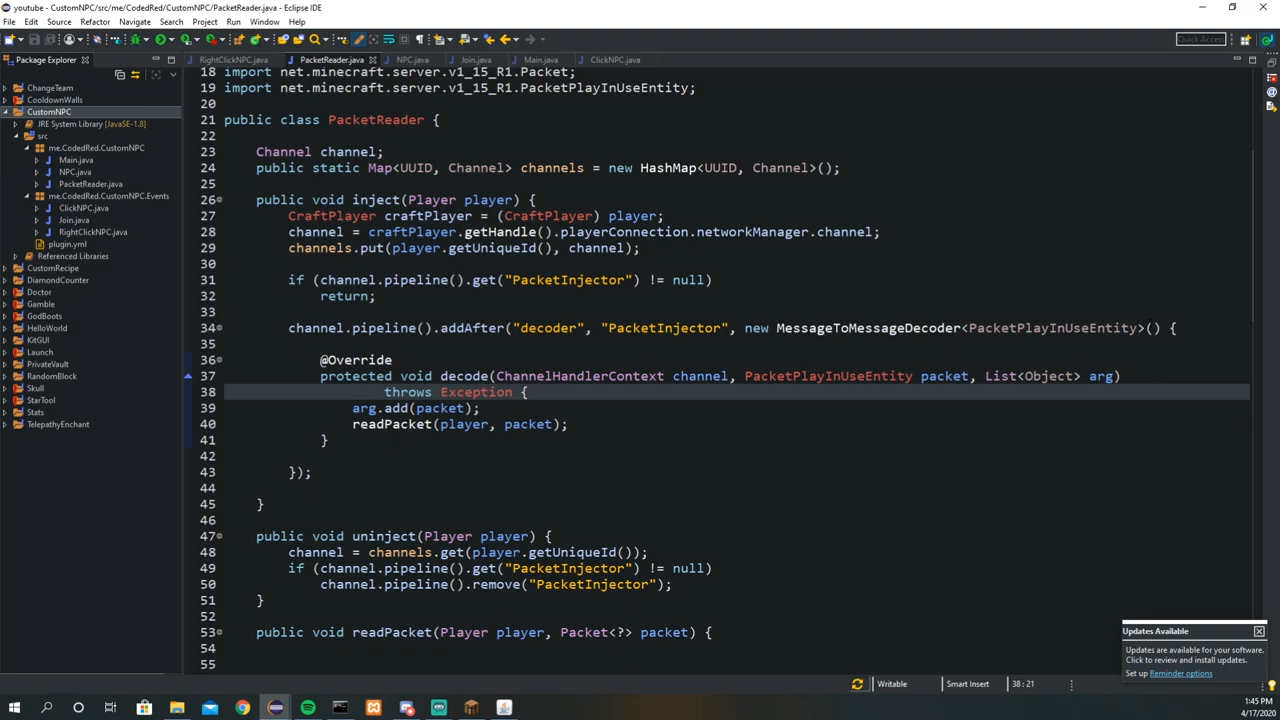 youtube - CustomNPC/src/me/CodedRed/CustomNPC/PacketReader.java - Eclipse IDE
File Edit Source Refactor Navigate Search Project Run Window Help
Quick Access
Package Explorer
RightClickNPC.java PacketReader.java NPC.java Join.java Main.java ClickNPC.java
ChangeTeam
CooldownWalls
CustomNPC
JRE System Library [JavaSE-1.8]
src
me.CodedRed.CustomNPC
Main.java
NPC.java
PacketReader.java
me.CodedRed.CustomNPC.Events
ClickNPC.java
Join.java
RightClickNPC.java
plugin.yml
Referenced Libraries
CustomRecipe
DiamondCounter
Doctor
Gamble
GodBoots
HelloWorld
KitGUI
Launch
PrivateVault
RandomBlock
Skull
StarTool
Stats
TelepathyEnchant
18 import net.minecraft.server.v1_15_R1.Packet;
19 import net.minecraft.server.v1_15_R1.PacketPlayInUseEntity;
20
21 public class PacketReader {
22
23 Channel channel;
24 public static Map<UUID, Channel> channels = new HashMap<UUID, Channel>();
25
26 public void inject(Player player) {
27 CraftPlayer craftPlayer = (CraftPlayer) player;
28 channel = craftPlayer.getHandle().playerConnection.networkManager.channel;
29 channels.put(player.getUniqueId(), channel);
30
31 if (channel.pipeline().get("PacketInjector") != null)
32 return;
33
34 channel.pipeline().addAfter("decoder", "PacketInjector", new MessageToMessageDecoder<PacketPlayInUseEntity>() {
35
36 @Override
37 protected void decode(ChannelHandlerContext channel, PacketPlayInUseEntity packet, List<Object> arg)
38 throws Exception {
39 arg.add(packet);
40 readPacket(player, packet);
41 }
42
43 });
44
45 }
46
47 public void uninject(Player player) {
48 channel = channels.get(player.getUniqueId());
49 if (channel.pipeline().get("PacketInjector") != null)
50 channel.pipeline().remove("PacketInjector");
51 }
52
53 public void readPacket(Player player, Packet<?> packet) {
54
55
Updates Available
Updates are available for your software.
Click to review and install updates.
Set up Reminder options
Writable Smart Insert 38 : 21
1:45 PM
4/17/2020